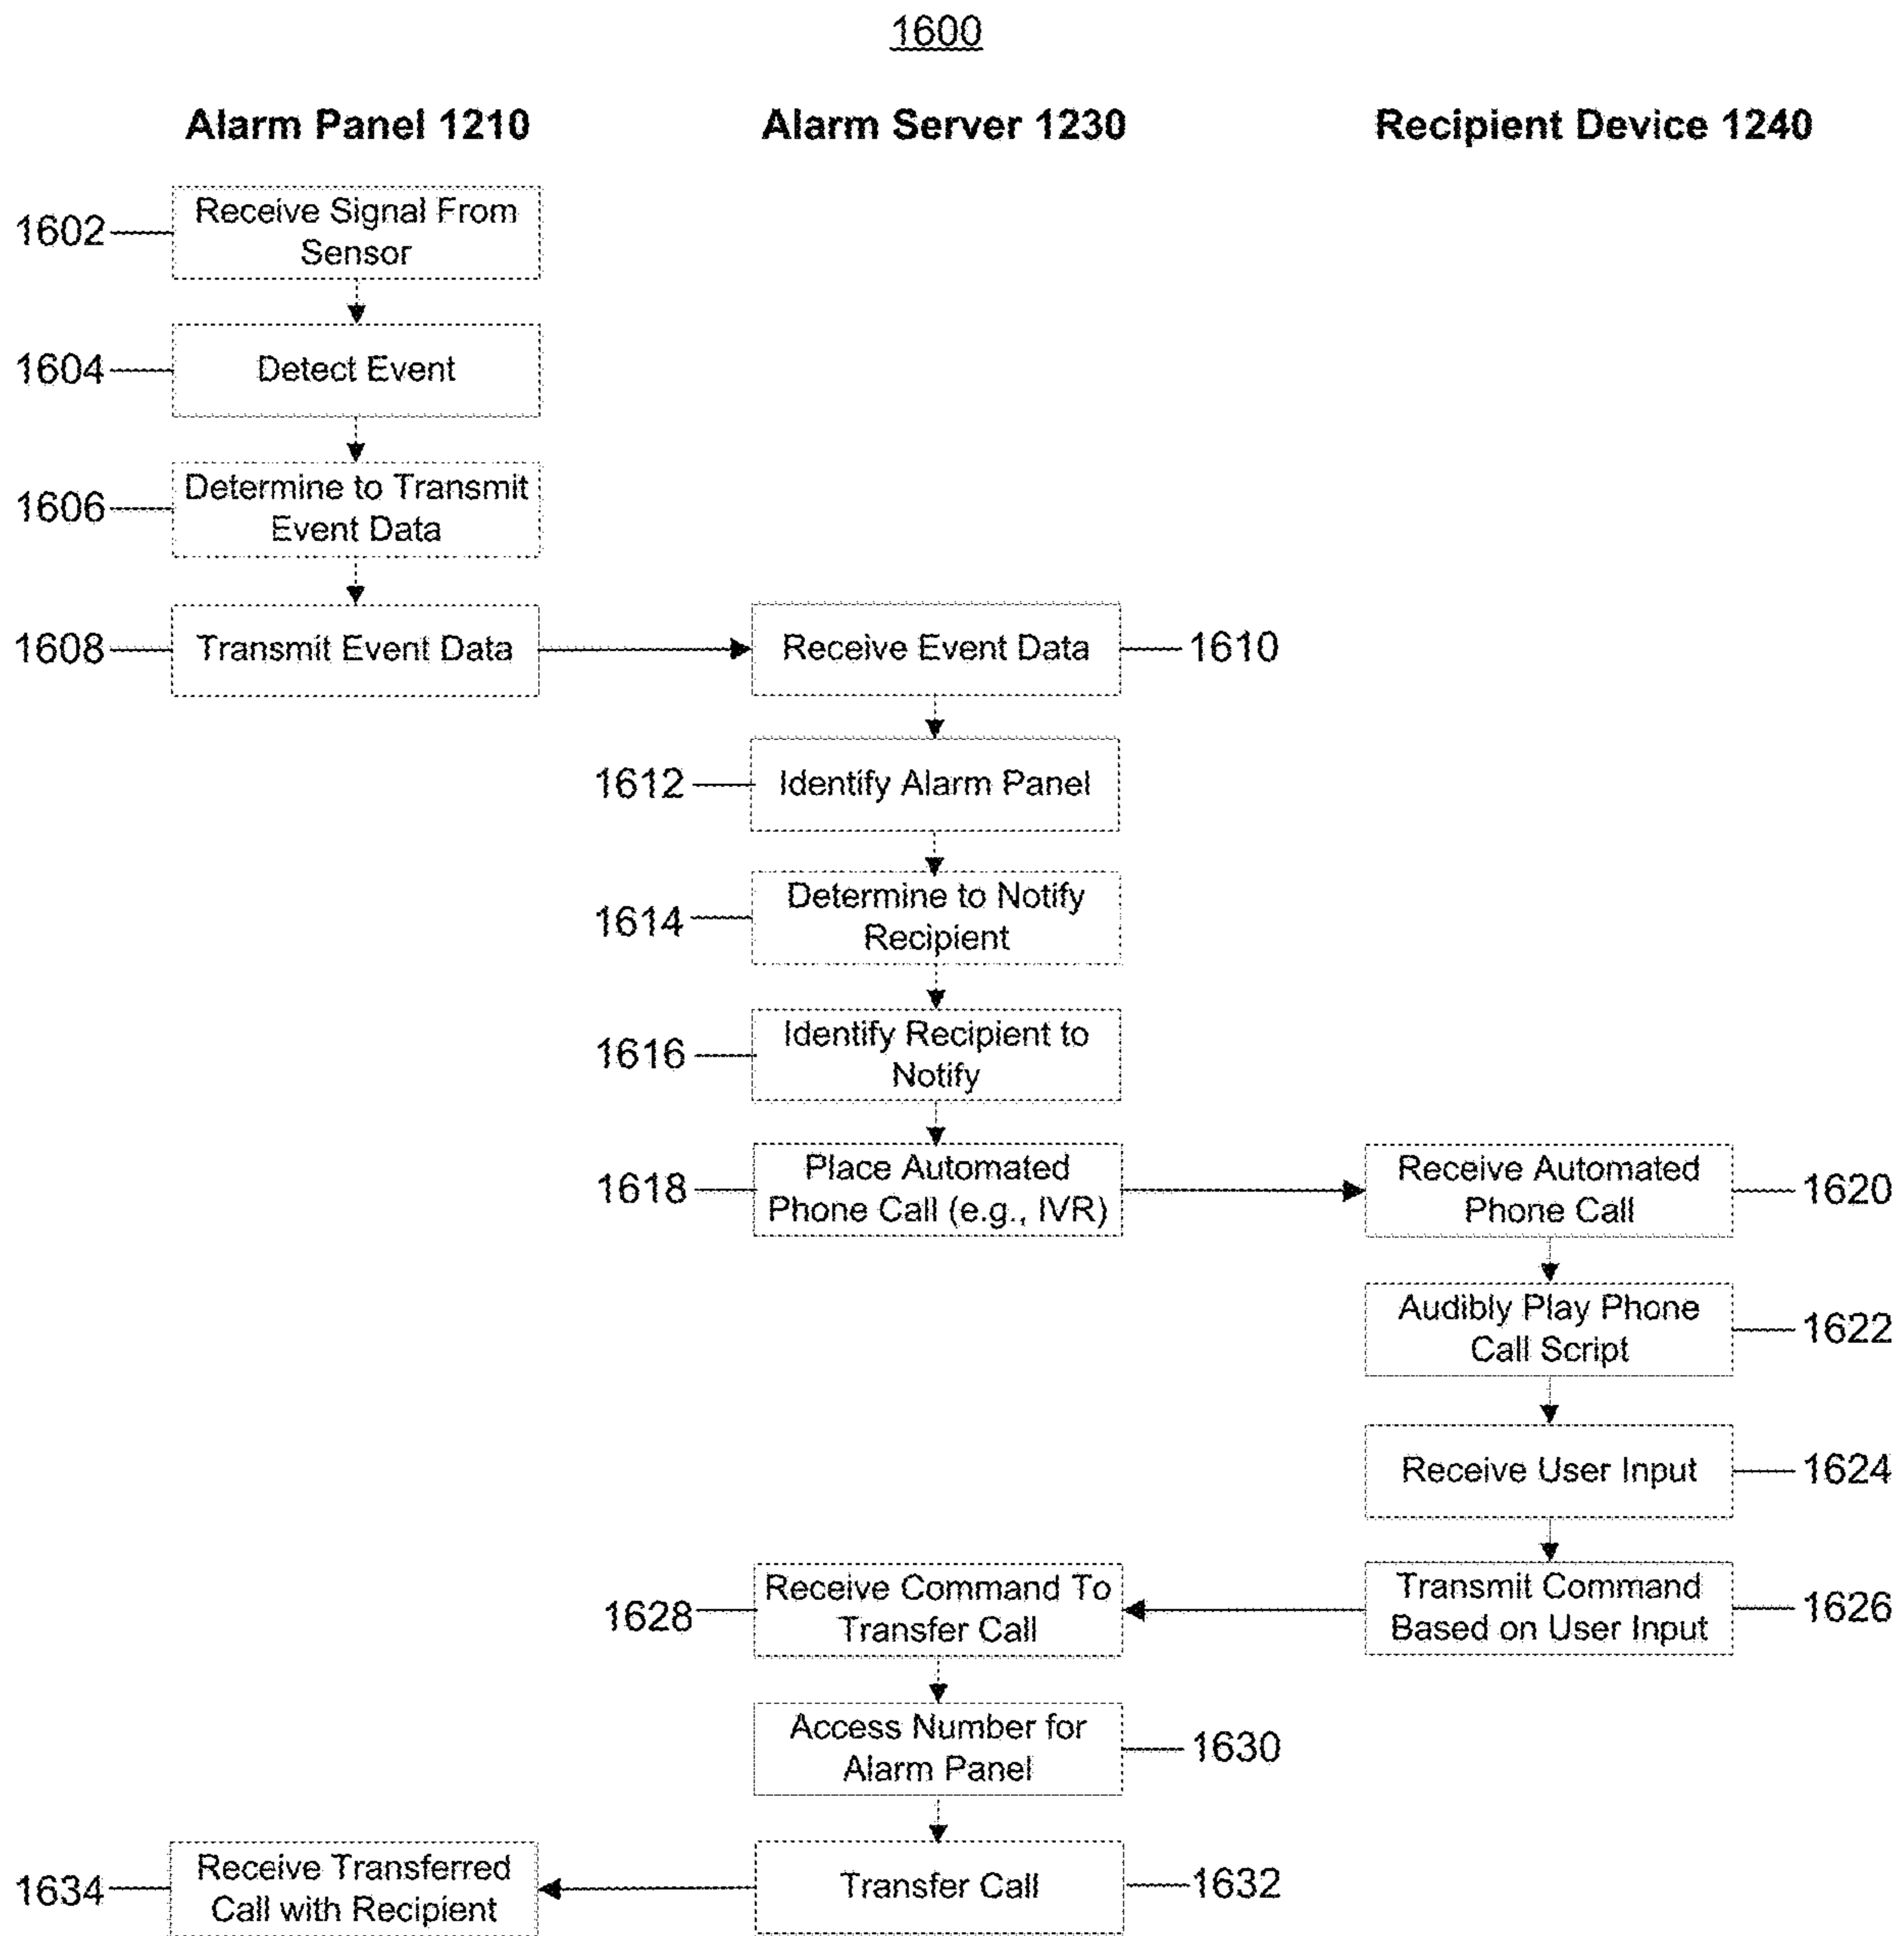 1600
Alarm Panel 1210
Alarm Server 1230
Recipient Device 1240
1602
Receive Signal From
Sensor
1604
Detect Event
1606
Determine to Transmit
Event Data
1608
Transmit Event Data
Receive Event Data
1610
1612
Identify Alarm Panel
1614
Determine to Notify
Recipient
1616
Identify Recipient to
Notify
1618
Place Automated
Phone Call (e.g., IVR)
Receive Automated
Phone Call
1620
Audibly Play Phone
Call Script
1622
Receive User Input
1624
1628
Receive Command To
Transfer Call
Transmit Command
Based on User Input
1626
Access Number for
Alarm Panel
1630
1634
Receive Transferred
Call with Recipient
Transfer Call
1632